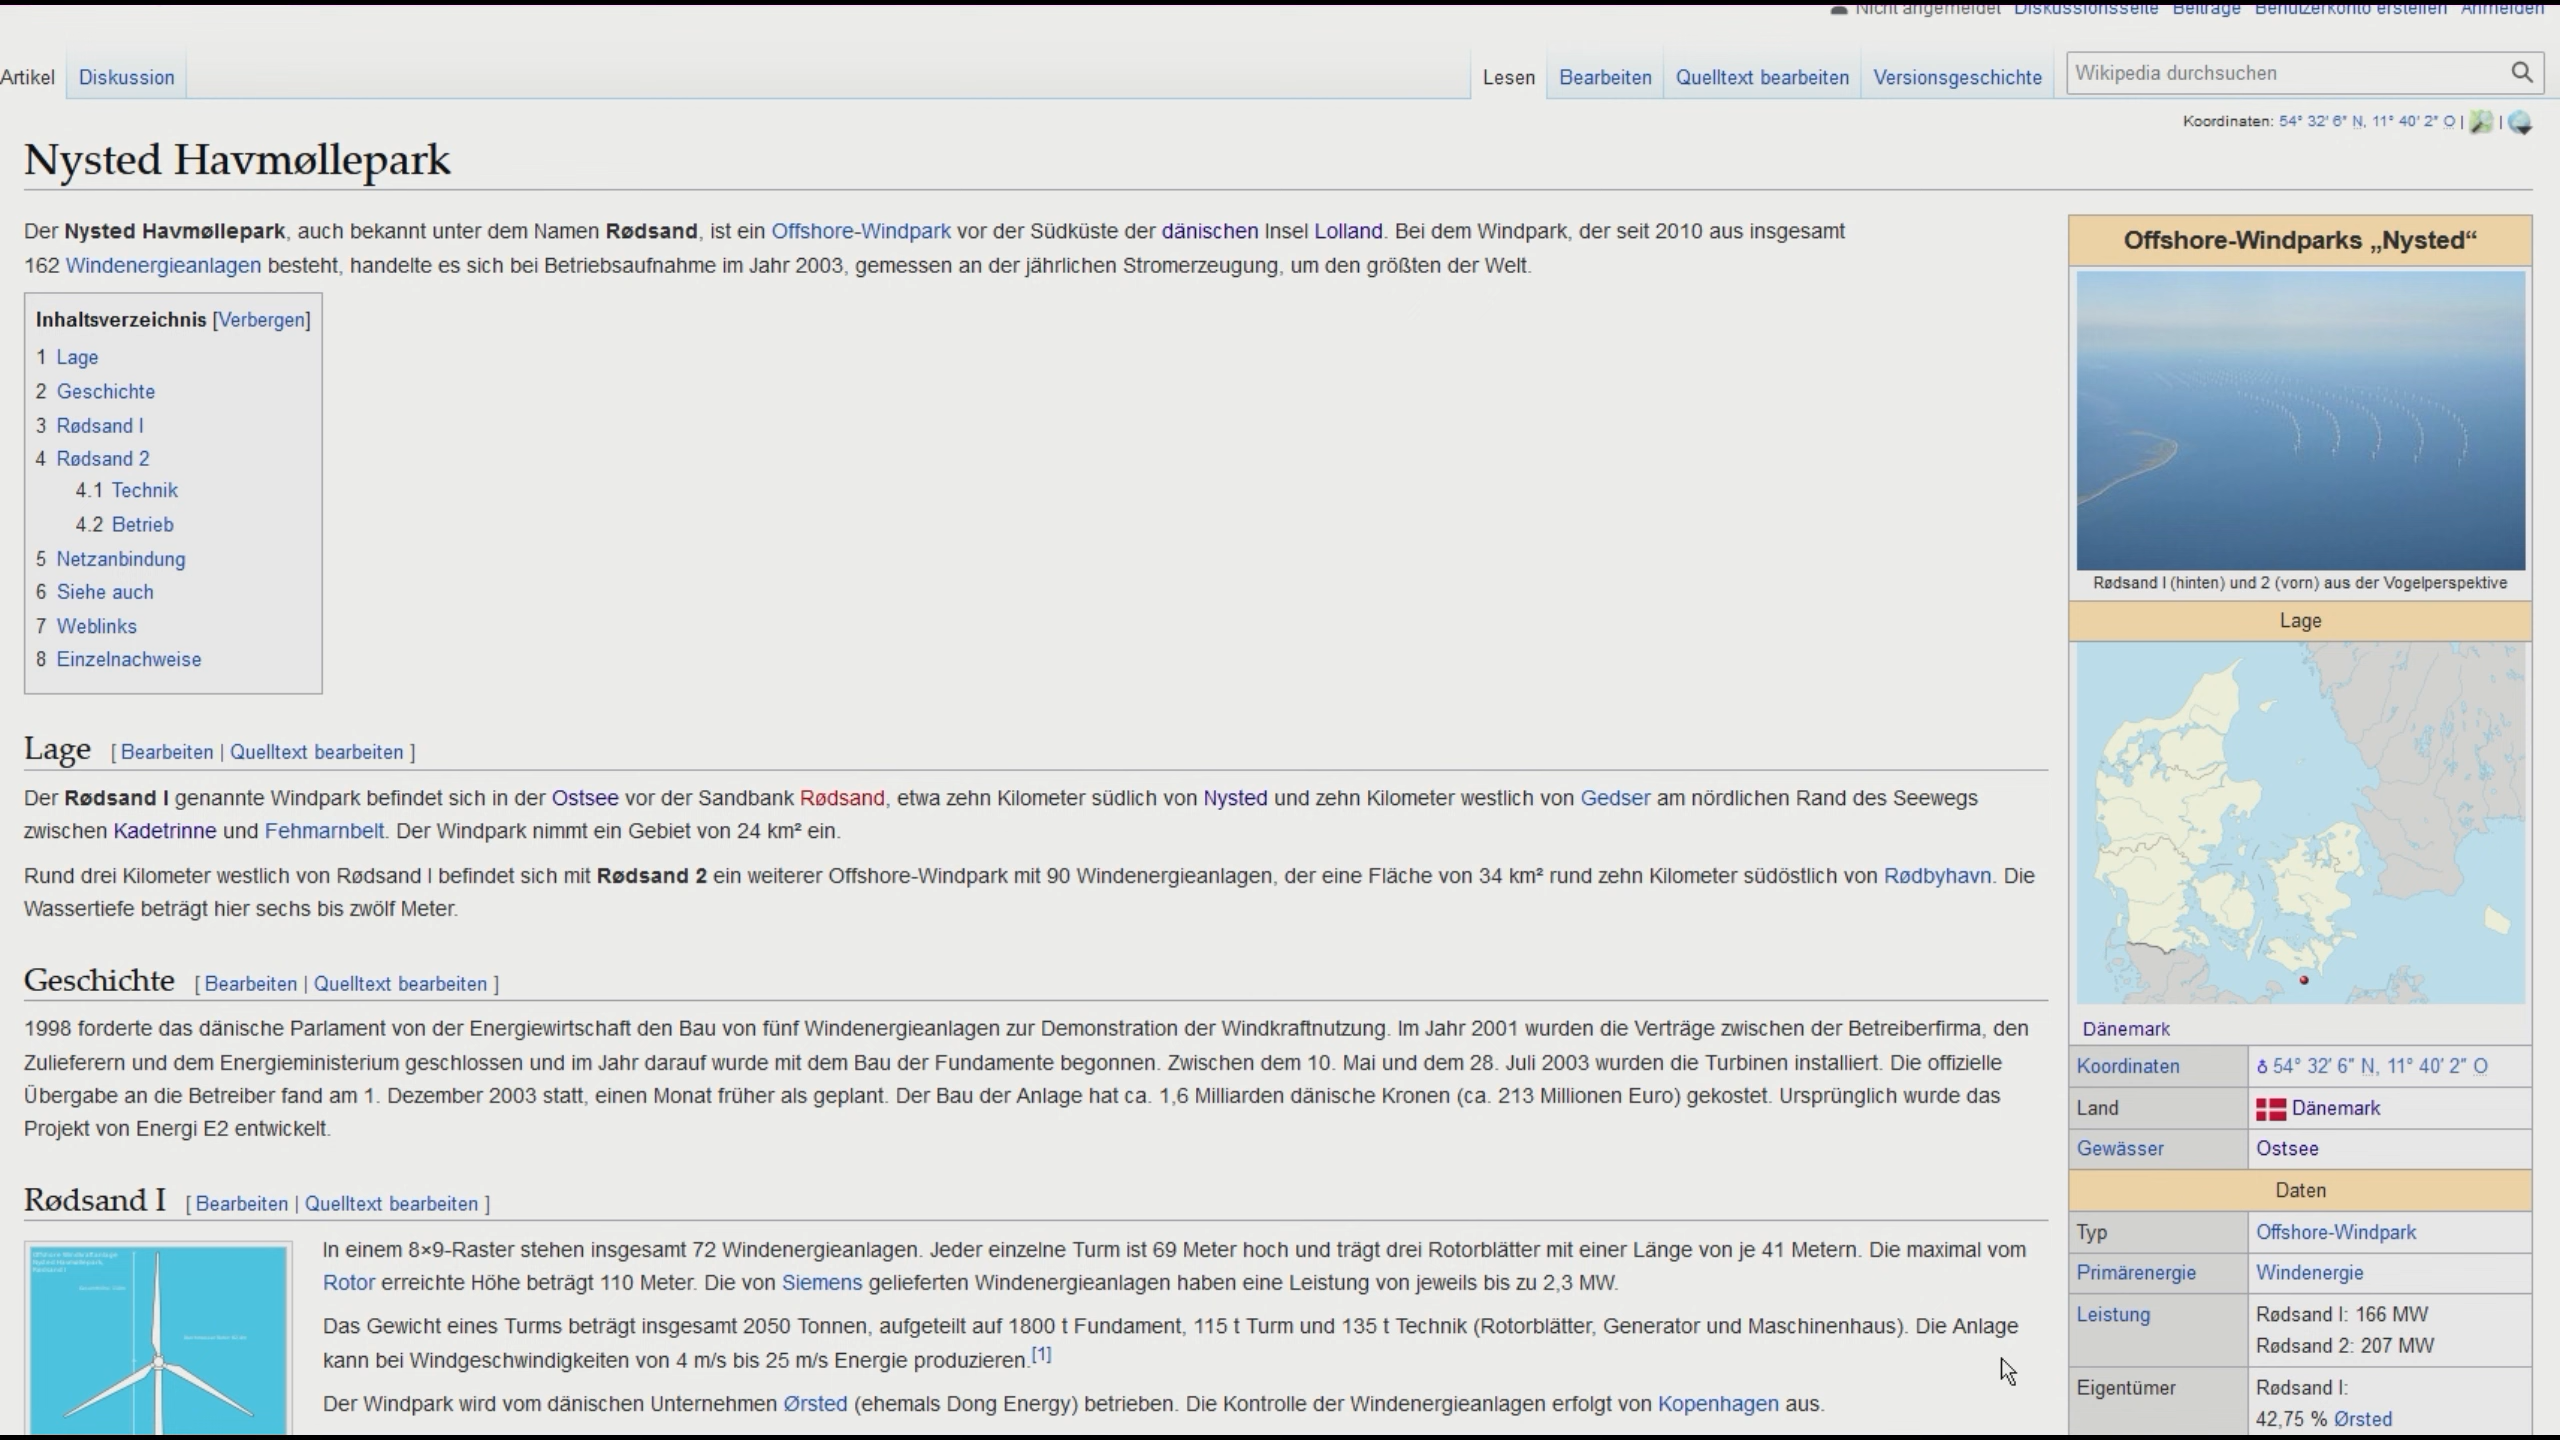 Nicht angemeldet Diskussionsseite Beiträge Benutzerkonto erstellen Anmelden
Artikel Diskussion
Lesen Bearbeiten Quelltext bearbeiten Versionsgeschichte Wikipedia durchsuchen
Koordinaten: 54° 32′ 6″ N, 11° 40′ 2″ O | |
Nysted Havmøllepark
Der Nysted Havmøllepark, auch bekannt unter dem Namen Rødsand, ist ein Offshore-Windpark vor der Südküste der dänischen Insel Lolland. Bei dem Windpark, der seit 2010 aus insgesamt
162 Windenergieanlagen besteht, handelte es sich bei Betriebsaufnahme im Jahr 2003, gemessen an der jährlichen Stromerzeugung, um den größten der Welt.
Inhaltsverzeichnis [Verbergen]
1 Lage
2 Geschichte
3 Rødsand I
4 Rødsand 2
4.1 Technik
4.2 Betrieb
5 Netzanbindung
6 Siehe auch
7 Weblinks
8 Einzelnachweise
Lage [ Bearbeiten | Quelltext bearbeiten ]
Der Rødsand I genannte Windpark befindet sich in der Ostsee vor der Sandbank Rødsand, etwa zehn Kilometer südlich von Nysted und zehn Kilometer westlich von Gedser am nördlichen Rand des Seewegs
zwischen Kadetrinne und Fehmarnbelt. Der Windpark nimmt ein Gebiet von 24 km² ein.
Rund drei Kilometer westlich von Rødsand I befindet sich mit Rødsand 2 ein weiterer Offshore-Windpark mit 90 Windenergieanlagen, der eine Fläche von 34 km² rund zehn Kilometer südöstlich von Rødbyhavn. Die
Wassertiefe beträgt hier sechs bis zwölf Meter.
Geschichte [ Bearbeiten | Quelltext bearbeiten ]
1998 forderte das dänische Parlament von der Energiewirtschaft den Bau von fünf Windenergieanlagen zur Demonstration der Windkraftnutzung. Im Jahr 2001 wurden die Verträge zwischen der Betreiberfirma, den
Zulieferern und dem Energieministerium geschlossen und im Jahr darauf wurde mit dem Bau der Fundamente begonnen. Zwischen dem 10. Mai und dem 28. Juli 2003 wurden die Turbinen installiert. Die offizielle
Übergabe an die Betreiber fand am 1. Dezember 2003 statt, einen Monat früher als geplant. Der Bau der Anlage hat ca. 1,6 Milliarden dänische Kronen (ca. 213 Millionen Euro) gekostet. Ursprünglich wurde das
Projekt von Energi E2 entwickelt.
Rødsand I [ Bearbeiten | Quelltext bearbeiten ]
In einem 8×9-Raster stehen insgesamt 72 Windenergieanlagen. Jeder einzelne Turm ist 69 Meter hoch und trägt drei Rotorblätter mit einer Länge von je 41 Metern. Die maximal vom
Rotor erreichte Höhe beträgt 110 Meter. Die von Siemens gelieferten Windenergieanlagen haben eine Leistung von jeweils bis zu 2,3 MW.
Das Gewicht eines Turms beträgt insgesamt 2050 Tonnen, aufgeteilt auf 1800 t Fundament, 115 t Turm und 135 t Technik (Rotorblätter, Generator und Maschinenhaus). Die Anlage
kann bei Windgeschwindigkeiten von 4 m/s bis 25 m/s Energie produzieren.[1]
Der Windpark wird vom dänischen Unternehmen Ørsted (ehemals Dong Energy) betrieben. Die Kontrolle der Windenergieanlagen erfolgt von Kopenhagen aus.
Offshore-Windparks „Nysted“
Rødsand I (hinten) und 2 (vorn) aus der Vogelperspektive
Lage
Dänemark
Koordinaten 54° 32′ 6″ N, 11° 40′ 2″ O
Land Dänemark
Gewässer Ostsee
Daten
Typ Offshore-Windpark
Primärenergie Windenergie
Leistung Rødsand I: 166 MW
Rødsand 2: 207 MW
Eigentümer Rødsand I:
42,75 % Ørsted